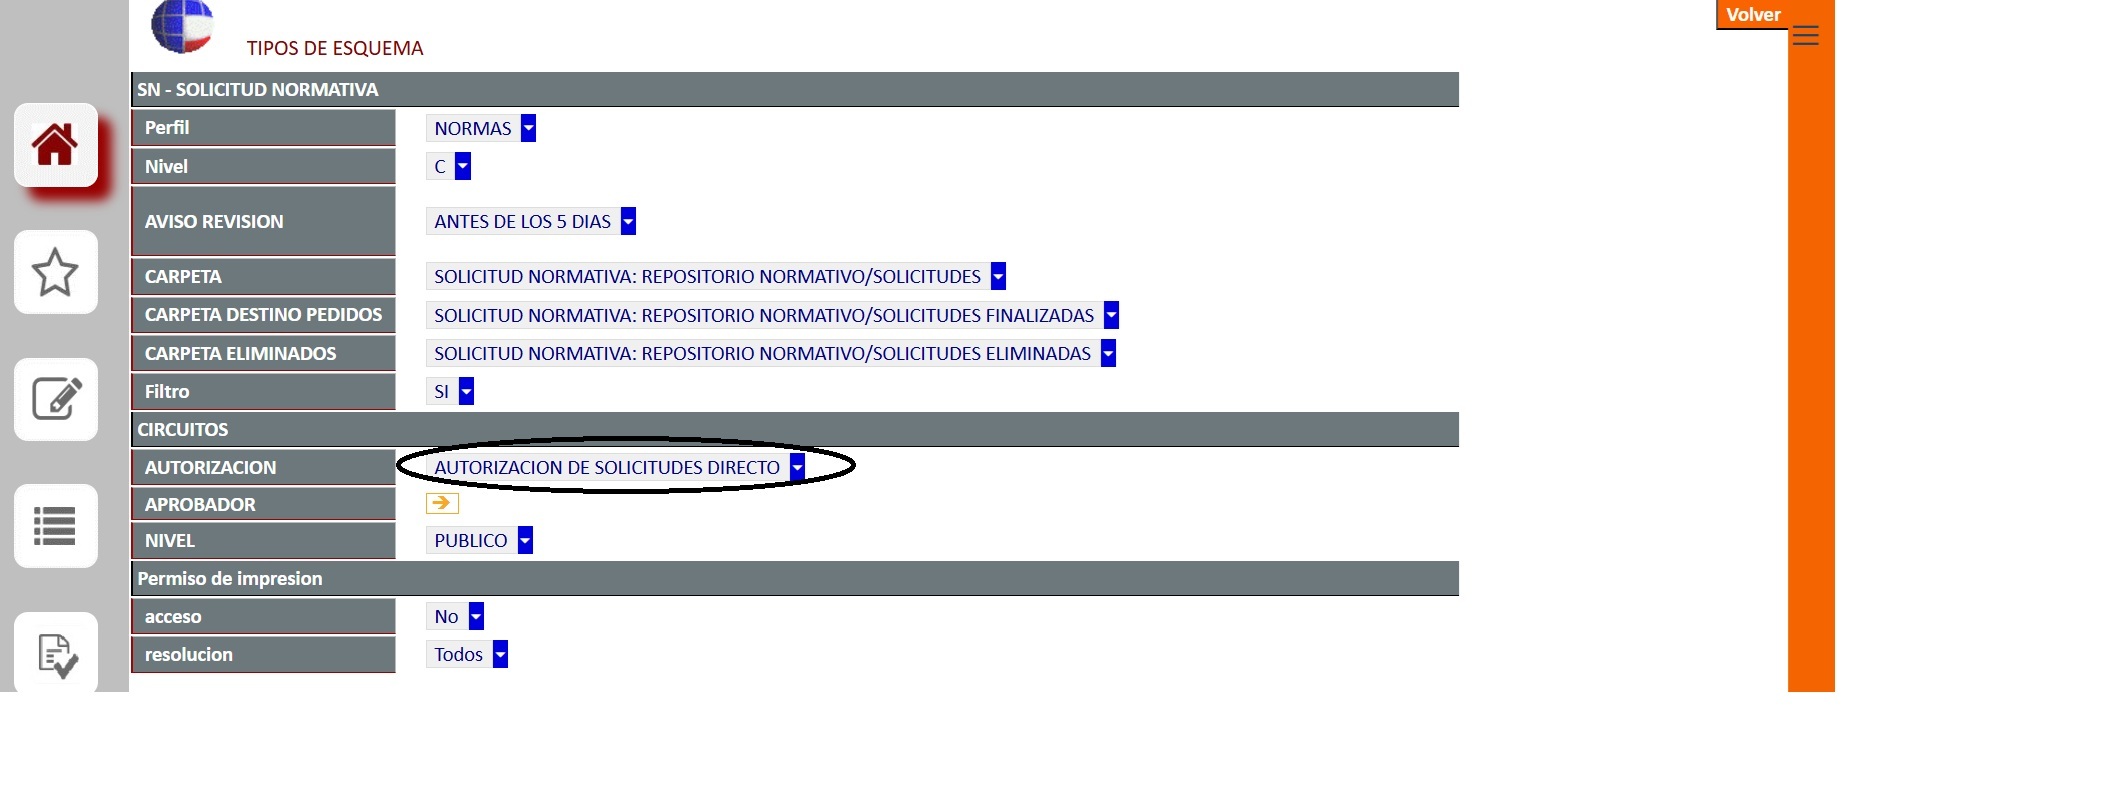 Volver
TIPOS DE ESQUEMA
SN - SOLICITUD NORMATIVA
Perfil NORMAS
Nivel C
AVISO REVISION ANTES DE LOS 5 DIAS
CARPETA SOLICITUD NORMATIVA: REPOSITORIO NORMATIVO/SOLICITUDES
CARPETA DESTINO PEDIDOS SOLICITUD NORMATIVA: REPOSITORIO NORMATIVO/SOLICITUDES FINALIZADAS
CARPETA ELIMINADOS SOLICITUD NORMATIVA: REPOSITORIO NORMATIVO/SOLICITUDES ELIMINADAS
Filtro SI
CIRCUITOS
AUTORIZACION AUTORIZACION DE SOLICITUDES DIRECTO
APROBADOR
NIVEL PUBLICO
Permiso de impresion
acceso No
resolucion Todos